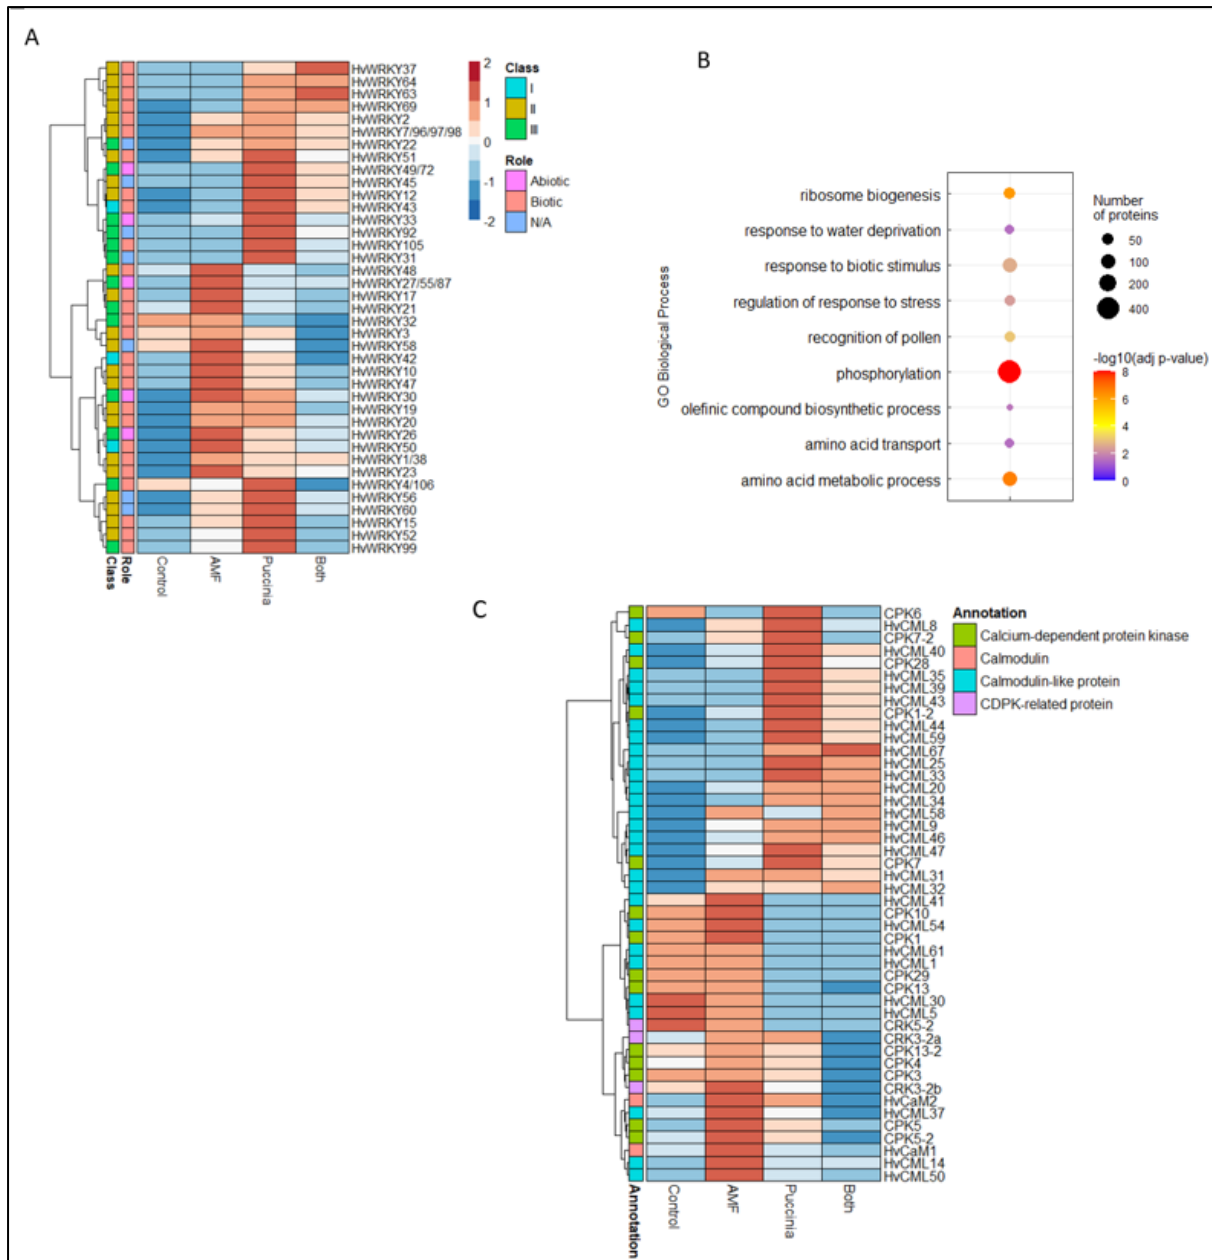 A
HvWRKY37
HvWRKY64
HvWRKY63
HvWRKY69
HvWRKY2
HvWRKY7/96/97/98
HvWRKY22
HvWRKY51
HvWRKY49/72
HvWRKY45
HvWRKY12
HvWRKY43
HvWRKY33
HvWRKY92
HvWRKY105
HvWRKY31
HvWRKY48
HvWRKY27/55/87
HvWRKY17
HvWRKY21
HvWRKY32
HvWRKY3
HvWRKY58
HvWRKY42
HvWRKY10
HvWRKY47
HvWRKY30
HvWRKY19
HvWRKY20
HvWRKY26
HvWRKY50
HvWRKY1/38
HvWRKY23
HvWRKY4/106
HvWRKY56
HvWRKY60
HvWRKY15
HvWRKY52
HvWRKY99
Class
Role
Control
AMF
Puccinia
Both
2
1
0
-1
-2
Class
I
II
III
Role
Abiotic
Biotic
N/A
B
GO Biological Process
ribosome biogenesis
response to water deprivation
response to biotic stimulus
regulation of response to stress
recognition of pollen
phosphorylation
olefinic compound biosynthetic process
amino acid transport
amino acid metabolic process
Number
of proteins
50
100
200
400
-log10(adj p-value)
8
6
4
2
0
C
CPK6
HvCML8
CPK7-2
HvCML40
CPK28
HvCML35
HvCML39
HvCML43
CPK1-2
HvCML44
HvCML59
HvCML67
HvCML25
HvCML33
HvCML20
HvCML34
HvCML58
HvCML9
HvCML46
HvCML47
CPK7
HvCML31
HvCML32
HvCML41
CPK10
HvCML54
CPK1
HvCML61
HvCML1
CPK29
CPK13
HvCML30
HvCML5
CRK5-2
CRK3-2a
CPK13-2
CPK4
CPK3
CRK3-2b
HvCaM2
HvCML37
CPK5
CPK5-2
HvCaM1
HvCML14
HvCML50
Annotation
Control
AMF
Puccinia
Both
Annotation
Calcium-dependent protein kinase
Calmodulin
Calmodulin-like protein
CDPK-related protein